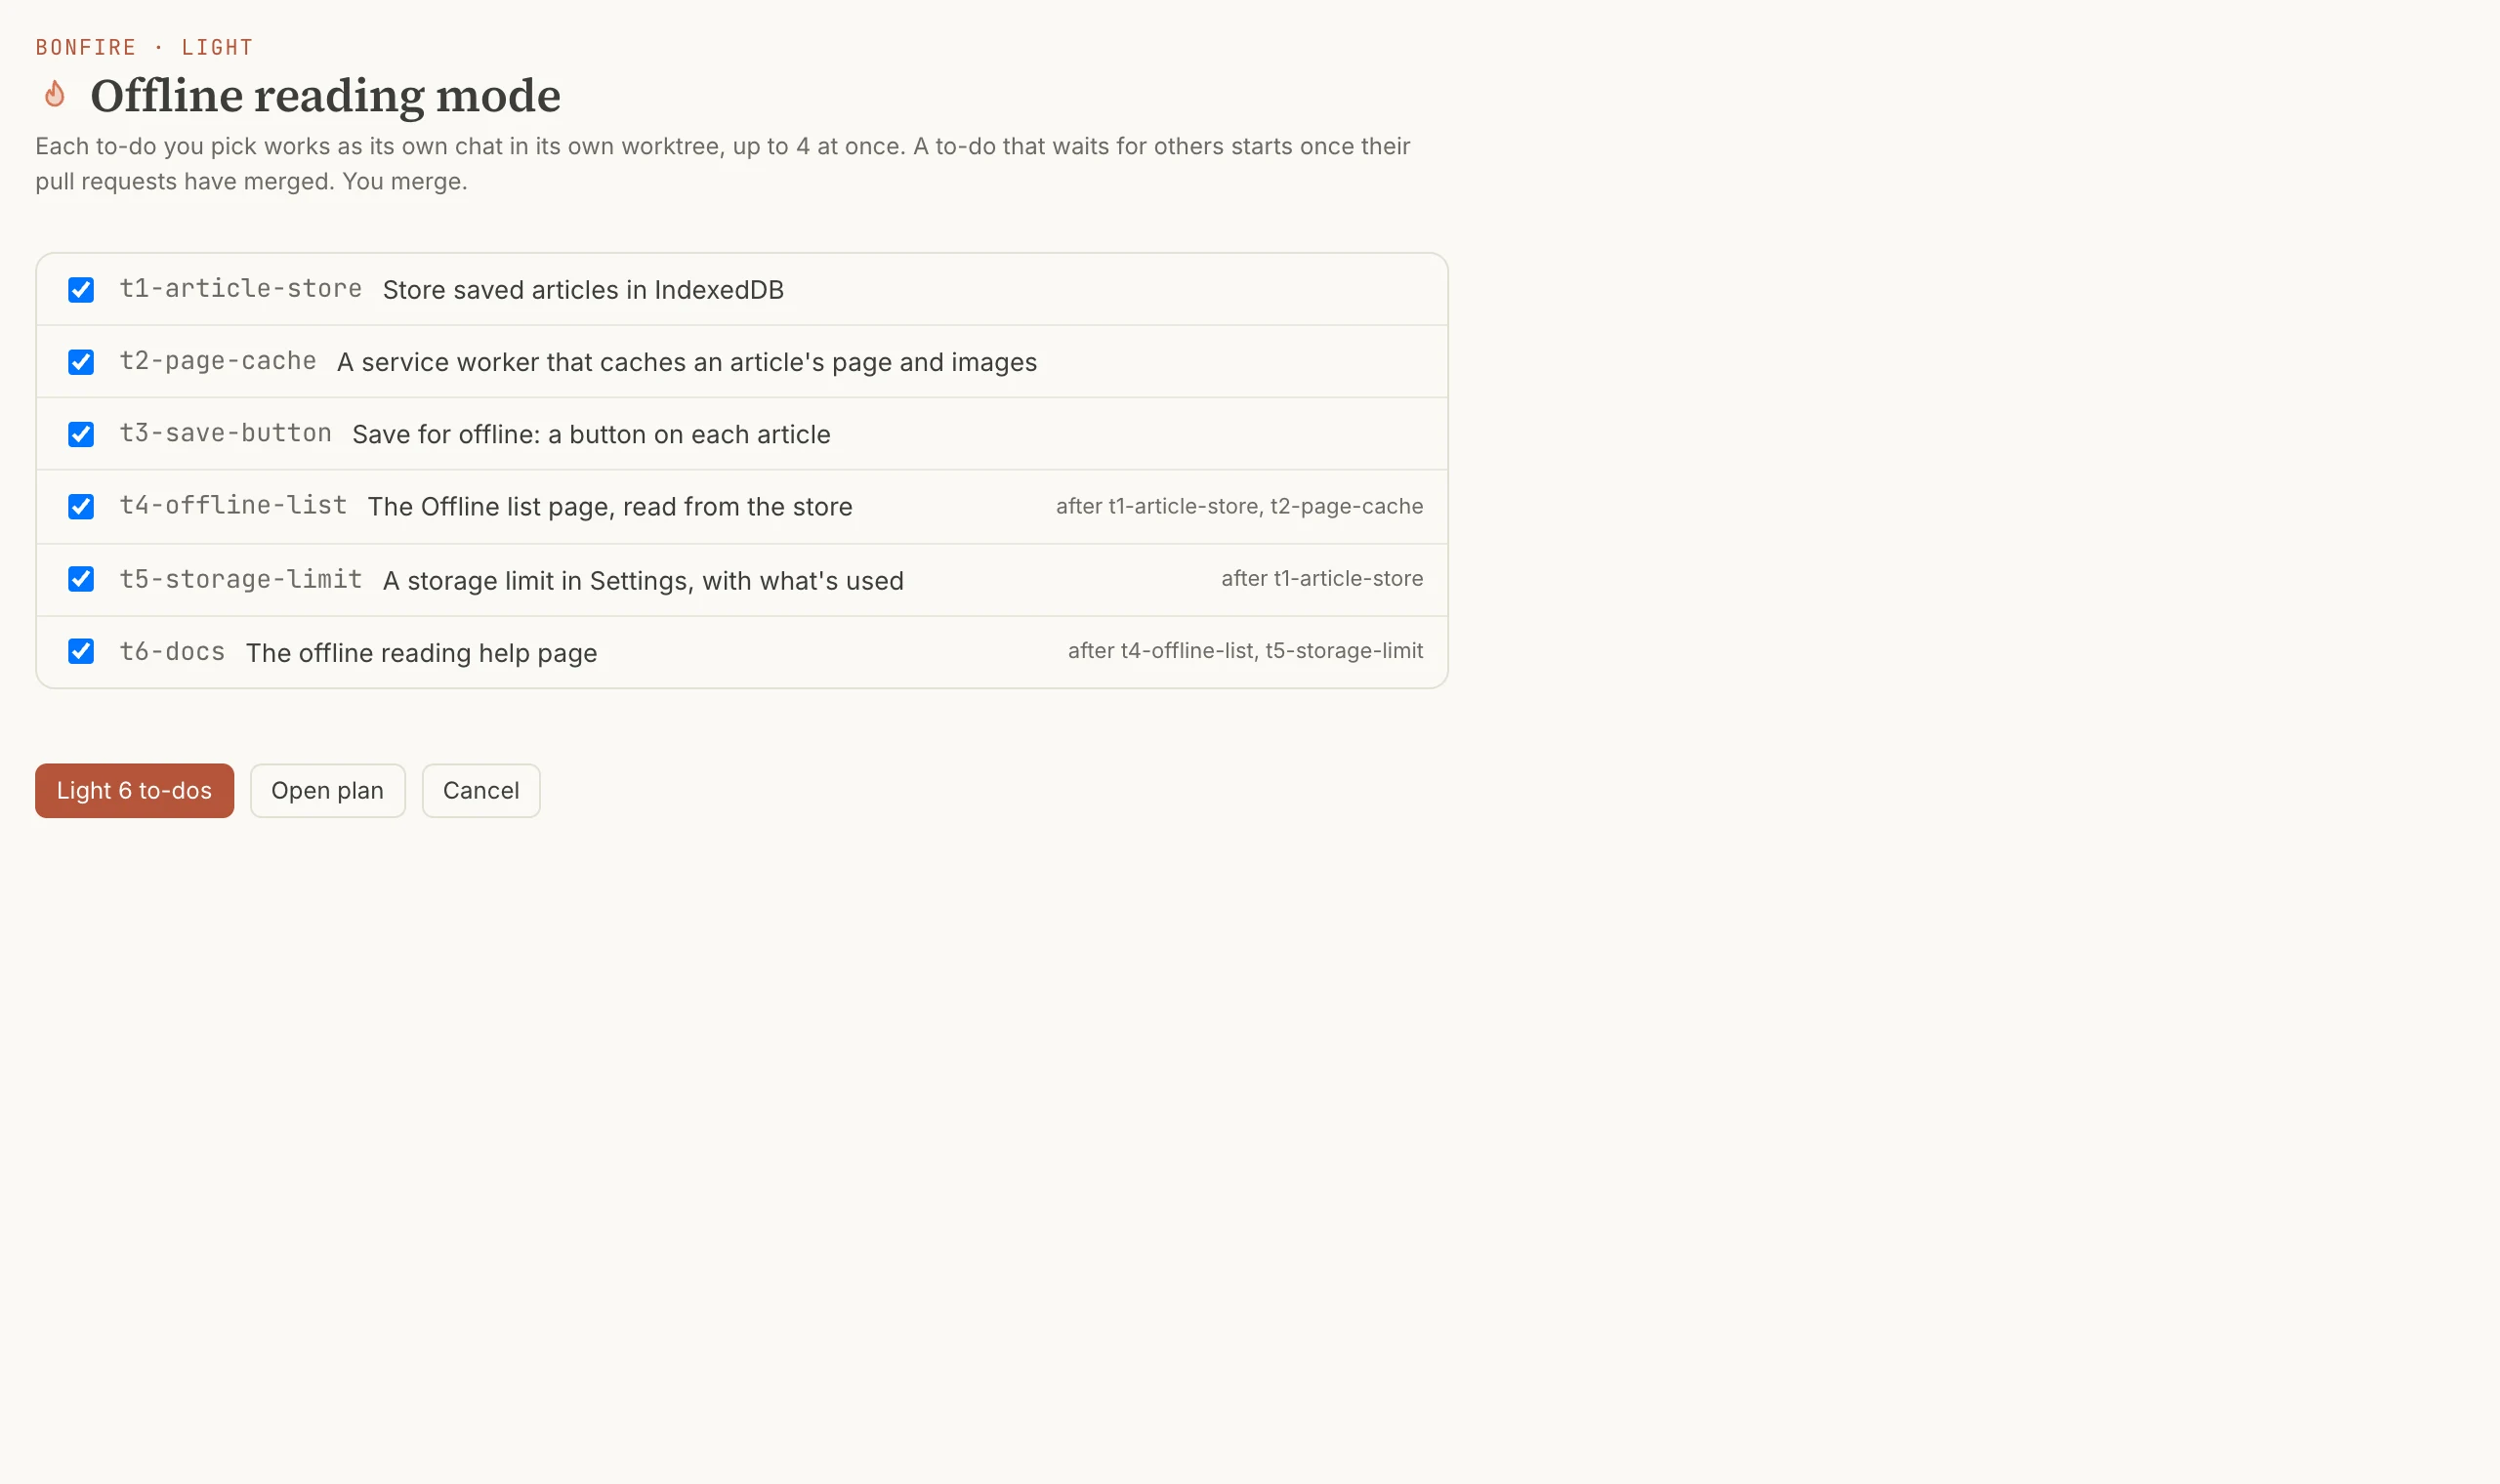 BONFIRE · LIGHT
Offline reading mode
Each to-do you pick works as its own chat in its own worktree, up to 4 at once. A to-do that waits for others starts once their
pull requests have merged. You merge.
t1-article-store Store saved articles in IndexedDB
t2-page-cache A service worker that caches an article's page and images
t3-save-button Save for offline: a button on each article
t4-offline-list The Offline list page, read from the store after t1-article-store, t2-page-cache
t5-storage-limit A storage limit in Settings, with what's used after t1-article-store
t6-docs The offline reading help page after t4-offline-list, t5-storage-limit
Light 6 to-dos Open plan Cancel